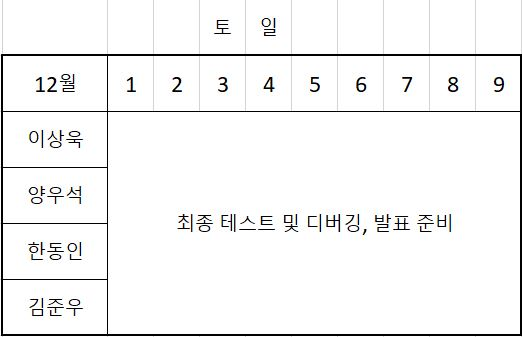 토 일
12월 1 2 3 4 5 6 7 8 9
이상욱
양우석
최종 테스트 및 디버깅, 발표 준비
한동인
김준우